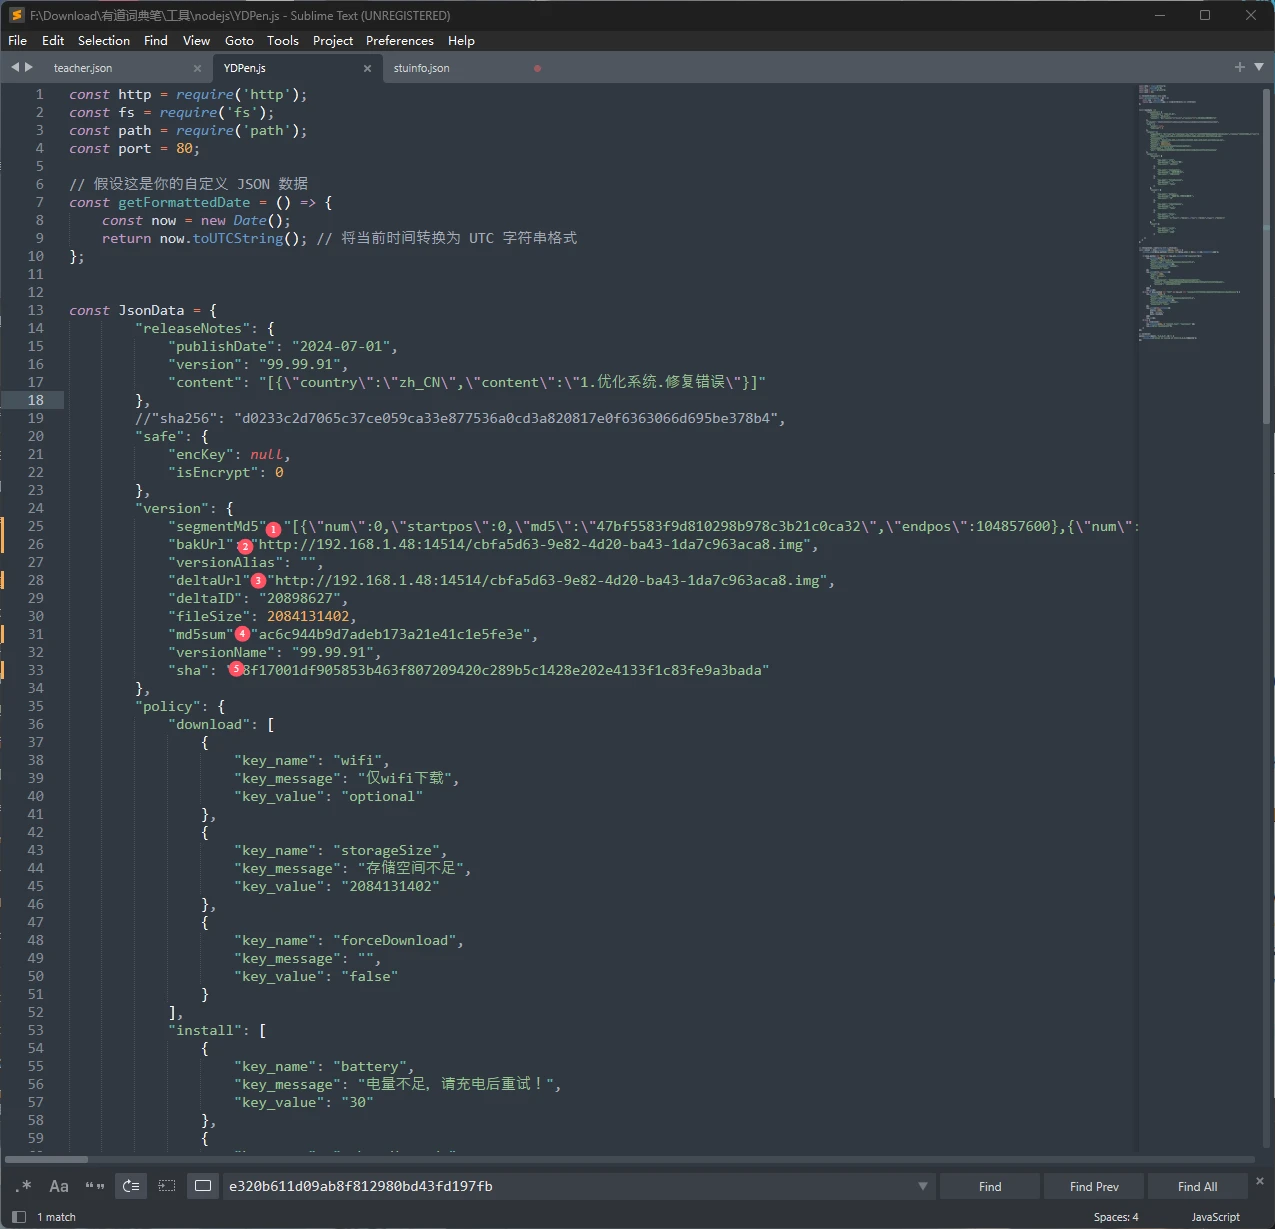 F:\Download\有道词典笔\工具\nodejs\YDPen.js - Sublime Text (UNREGISTERED)
File Edit Selection Find View Goto Tools Project Preferences Help
teacher.json YDPen.js stuinfo.json
1 const http = require('http');
2 const fs = require('fs');
3 const path = require('path');
4 const port = 80;
5
6 // 假设这是你的自定义 JSON 数据
7 const getFormattedDate = () => {
8 const now = new Date();
9 return now.toUTCString(); // 将当前时间转换为 UTC 字符串格式
10 };
11
12
13 const JsonData = {
14 "releaseNotes": {
15 "publishDate": "2024-07-01",
16 "version": "99.99.91",
17 "content": "[{\"country\":\"zh_CN\",\"content\":\"1.优化系统.修复错误\"}]"
18 },
19 //"sha256": "d0233c2d7065c37ce059ca33e877536a0cd3a820817e0f6363066d695be378b4",
20 "safe": {
21 "encKey": null,
22 "isEncrypt": 0
23 },
24 "version": {
25 "segmentMd5" 1 "[{\"num\":0,\"startpos\":0,\"md5\":\"47bf5583f9d810298b978c3b21c0ca32\",\"endpos\":104857600},{\"num\":
26 "bakUrl": 2 "http://192.168.1.48:14514/cbfa5d63-9e82-4d20-ba43-1da7c963aca8.img",
27 "versionAlias": "",
28 "deltaUrl" 3 "http://192.168.1.48:14514/cbfa5d63-9e82-4d20-ba43-1da7c963aca8.img",
29 "deltaID": "20898627",
30 "fileSize": 2084131402,
31 "md5sum" 4 "ac6c944b9d7adeb173a21e41c1e5fe3e",
32 "versionName": "99.99.91",
33 "sha": "5 8f17001df905853b463f807209420c289b5c1428e202e4133f1c83fe9a3bada"
34 },
35 "policy": {
36 "download": [
37 {
38 "key_name": "wifi",
39 "key_message": "仅wifi下载",
40 "key_value": "optional"
41 },
42 {
43 "key_name": "storageSize",
44 "key_message": "存储空间不足",
45 "key_value": "2084131402"
46 },
47 {
48 "key_name": "forceDownload",
49 "key_message": "",
50 "key_value": "false"
51 }
52 ],
53 "install": [
54 {
55 "key_name": "battery",
56 "key_message": "电量不足，请充电后重试！",
57 "key_value": "30"
58 },
59 {
.* Aa “” e320b611d09ab8f812980bd43fd197fb Find Find Prev Find All
1 match Spaces: 4 JavaScript